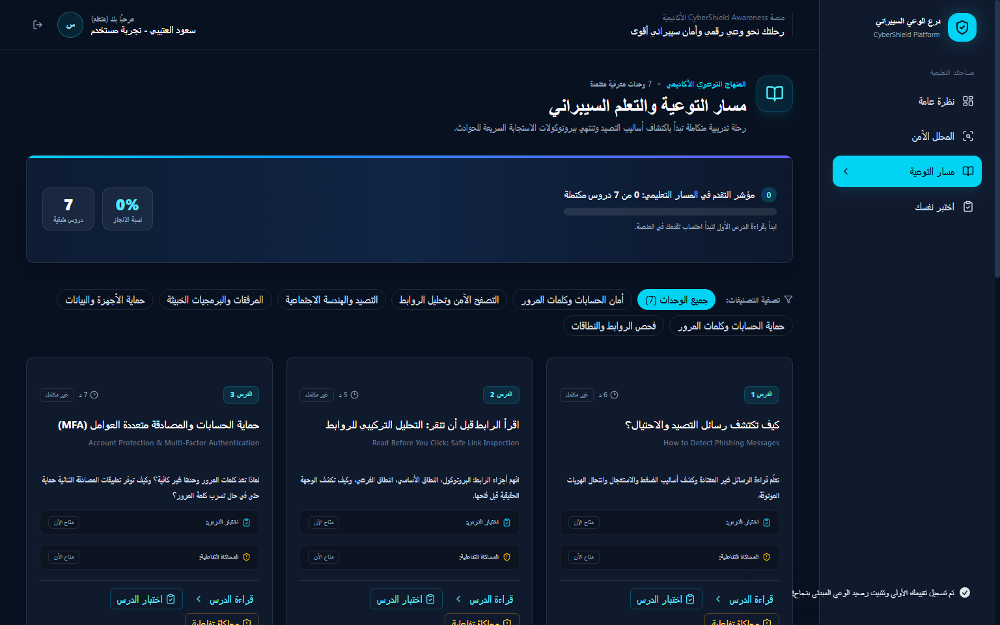 درع الوعي السيبراني
CyberShield Platform
مساحتك التعليمية
نظرة عامة
المحلل الآمن
مسار التوعية
اختبر نفسك
منصة CyberShield Awareness الأكاديمية
رحلتك نحو وعي رقمي وأمان سيبراني أقوى
مرحبًا بك (متعلم)
سعود العتيبي - تجربة مستخدم
س
المنهاج التوعوي الأكاديمي • 7 وحدات معرفية معتمدة
مسار التوعية والتعلم السيبراني
رحلة تدريبية متكاملة تبدأ باكتشاف أساليب التصيد وتنتهي ببروتوكولات الاستجابة السريعة للحوادث.
0 مؤشر التقدم في المسار التعليمي: 0 من 7 دروس مكتملة
ابدأ بقراءة الدرس الأول لتبدأ احتساب تقدمك في المنصة.
0%
نسبة الإنجاز
7
دروس متبقية
تصفية التصنيفات:
جميع الوحدات (7)
أمان الحسابات وكلمات المرور
التصفح الآمن وتحليل الروابط
التصيد والهندسة الاجتماعية
المرفقات والبرمجيات الخبيثة
حماية الأجهزة والبيانات
حماية الحسابات وكلمات المرور
فحص الروابط والنطاقات
الدرس 1
6 د
غير مكتمل
كيف تكتشف رسائل التصيد والاحتيال؟
How to Detect Phishing Messages
تعلّم قراءة الرسائل غير المعتادة وكشف أساليب الضغط والاستعجال وانتحال الهويات
الموثوقة.
اختبار الدرس:
متاح الآن
المحاكاة التفاعلية:
متاح الآن
قراءة الدرس
اختبار الدرس
محاكاة تفاعلية
الدرس 2
5 د
غير مكتمل
اقرأ الرابط قبل أن تنقر: التحليل التركيبي للروابط
Read Before You Click: Safe Link Inspection
افهم أجزاء الرابط: البروتوكول، النطاق الأساسي، النطاق الفرعي، وكيف تكشف الوجهة
الحقيقية قبل فتحها.
اختبار الدرس:
متاح الآن
المحاكاة التفاعلية:
متاح الآن
قراءة الدرس
اختبار الدرس
محاكاة تفاعلية
الدرس 3
7 د
غير مكتمل
حماية الحسابات والمصادقة متعددة العوامل (MFA)
Account Protection & Multi-Factor Authentication
لماذا تعد كلمات المرور وحدها غير كافية؟ وكيف توفر تطبيقات المصادقة الثنائية حماية
حتى في حال تسرب كلمة المرور؟
اختبار الدرس:
متاح الآن
المحاكاة التفاعلية:
متاح الآن
قراءة الدرس
اختبار الدرس
محاكاة تفاعلية
تم تسجيل تقييمك الأولي وتثبيت رصيد الوعي المبدئي بنجاح!